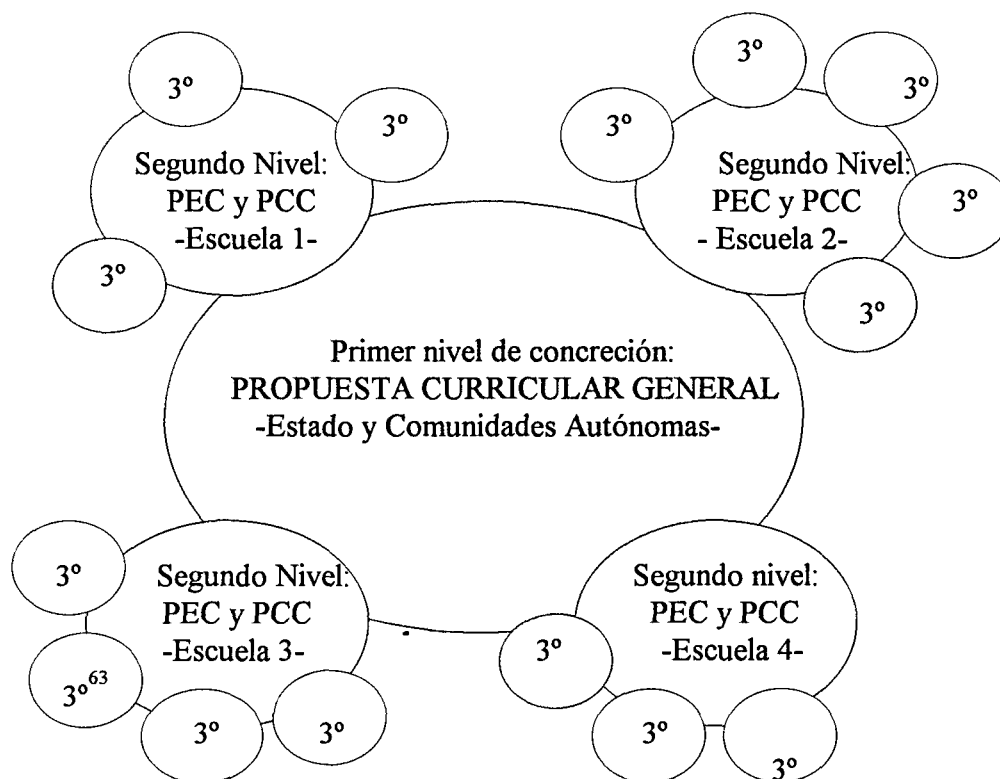 3º
3º
Segundo Nivel:
PEC y PCC
-Escuela 1-
3º
3º
3º
3º
Segundo Nivel:
PEC y PCC
- Escuela 2-
3º
3º
Primer nivel de concreción:
PROPUESTA CURRICULAR GENERAL
-Estado y Comunidades Autónomas-
3º
Segundo Nivel:
PEC y PCC
-Escuela 3-
3º⁶³
3º
3º
Segundo nivel:
PEC y PCC
-Escuela 4-
3º
3º
3º